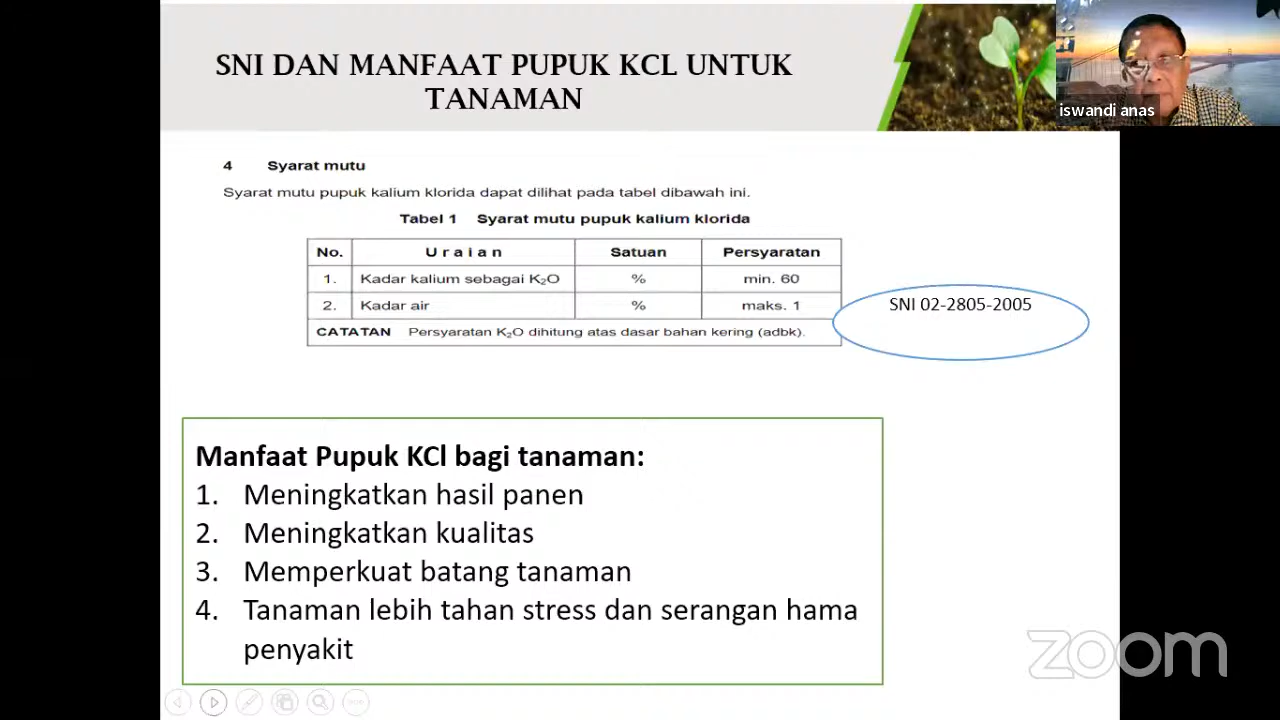 SNI DAN MANFAAT PUPUK KCL UNTUK
TANAMAN
iswandi anas
4 Syarat mutu
Syarat mutu pupuk kalium klorida dapat dilihat pada tabel dibawah ini.
Tabel 1 Syarat mutu pupuk kalium klorida
No. U r a i a n Satuan Persyaratan
1. Kadar kalium sebagai K₂O % min. 60
2. Kadar air % maks. 1
CATATAN Persyaratan K₂O dihitung atas dasar bahan kering (adbk).
SNI 02-2805-2005
Manfaat Pupuk KCl bagi tanaman:
1. Meningkatkan hasil panen
2. Meningkatkan kualitas
3. Memperkuat batang tanaman
4. Tanaman lebih tahan stress dan serangan hama
penyakit
zoom